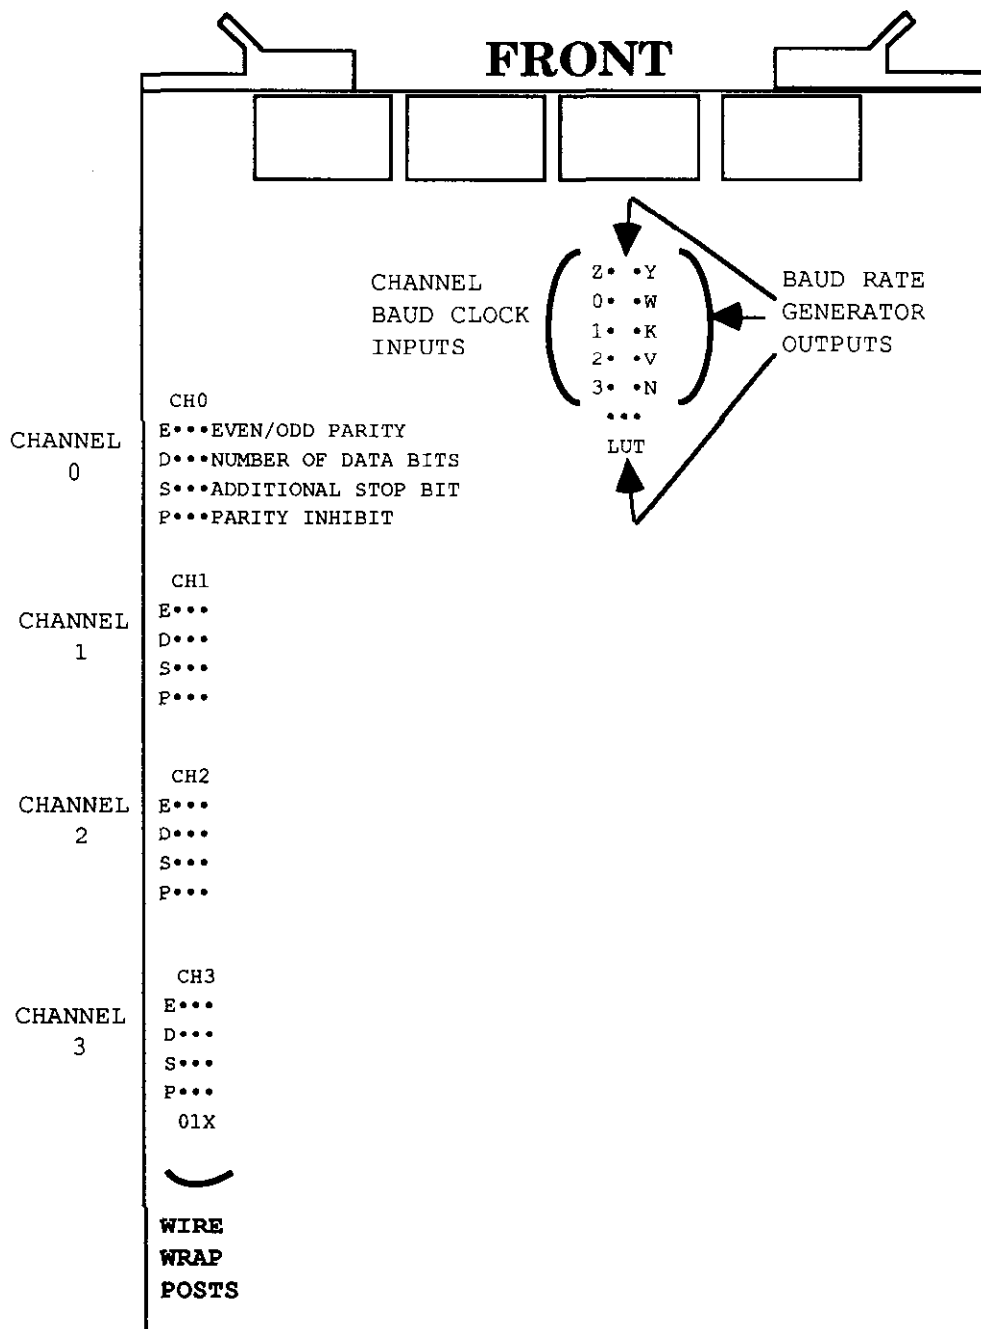 FRONT
CHANNEL
BAUD CLOCK
INPUTS
Z• •Y
0• •W
1• •K
2• •V
3• •N
•••
LUT
BAUD RATE
GENERATOR
OUTPUTS
CHANNEL
0
CH0
E•••EVEN/ODD PARITY
D•••NUMBER OF DATA BITS
S•••ADDITIONAL STOP BIT
P•••PARITY INHIBIT
CHANNEL
1
CH1
E•••
D•••
S•••
P•••
CHANNEL
2
CH2
E•••
D•••
S•••
P•••
CHANNEL
3
CH3
E•••
D•••
S•••
P•••
01X
WIRE
WRAP
POSTS